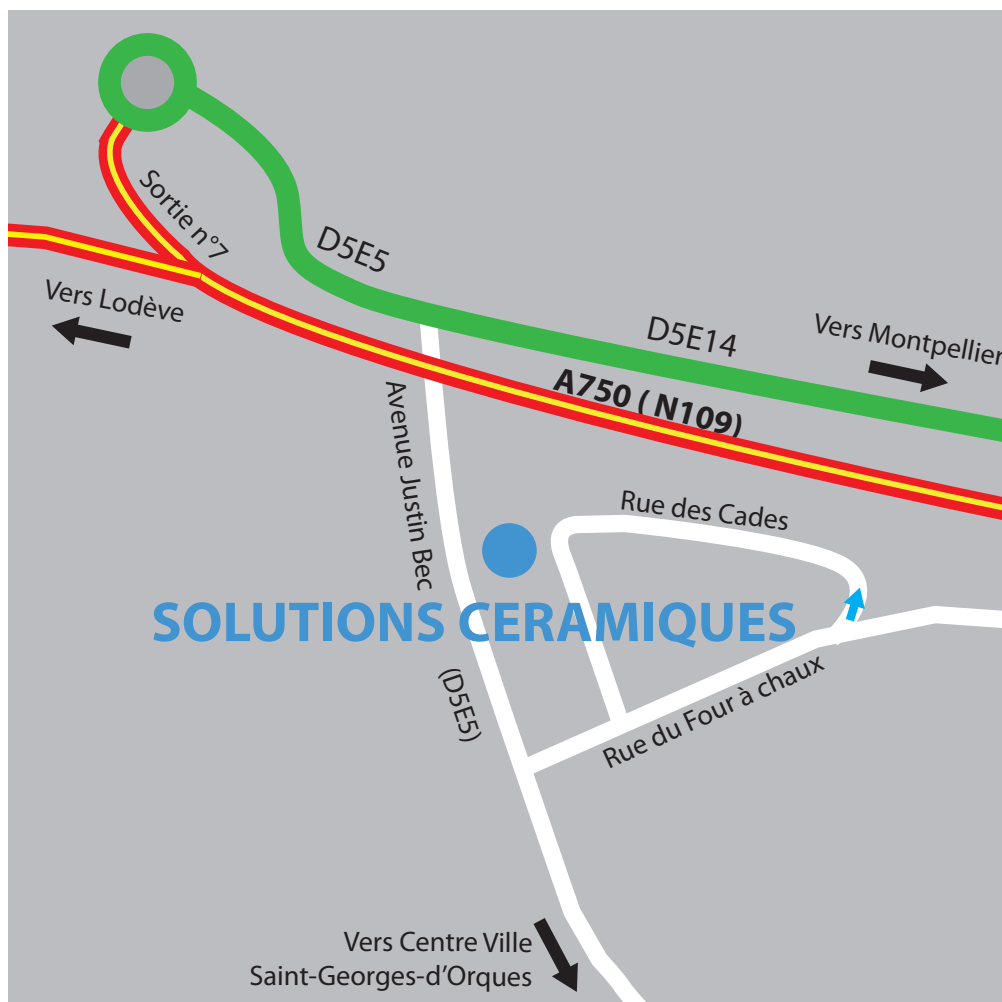 Sortie n°7
D5E5
Vers Lodève
D5E14
Vers Montpellier
A750 ( N109)
Avenue Justin Bec
Rue des Cades
SOLUTIONS CERAMIQUES
(D5E5)
Rue du Four à chaux
Vers Centre Ville
Saint-Georges-d'Orques